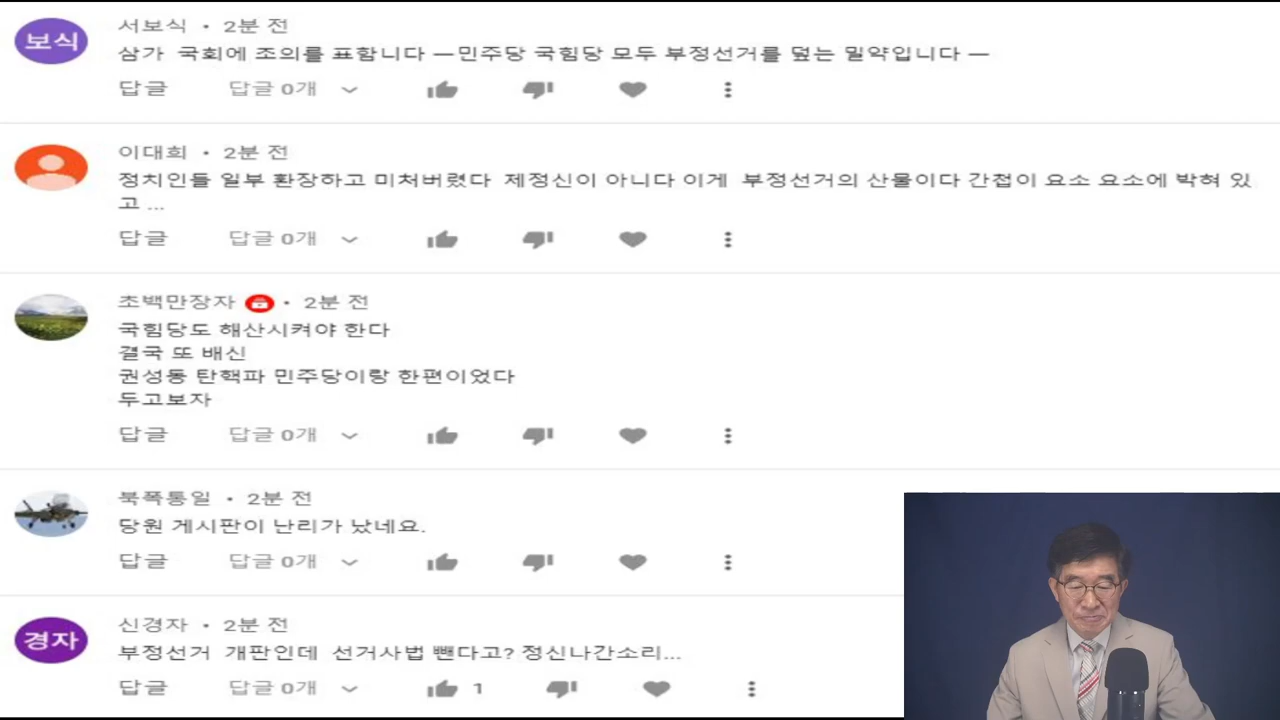 보식
서보식 • 2분 전
삼가 국회에 조의를 표함니다 ㅡ민주당 국힘당 모두 부정선거를 덮는 밀약입니다 ㅡ
답글 답글 0개
이대희 • 2분 전
정치인들 일부 환장하고 미처버렸다 제정신이 아니다 이게 부정선거의 산물이다 간첩이 요소 요소에 박혀 있
고 ...
답글 답글 0개
초백만장자 • 2분 전
국힘당도 해산시켜야 한다
결국 또 배신
권성동 탄핵파 민주당이랑 한편이었다
두고보자
답글 답글 0개
북폭통일 • 2분 전
당원 게시판이 난리가 났네요.
답글 답글 0개
경자
신경자 • 2분 전
부정선거 개판인데 선거사법 뺀다고? 정신나간소리...
답글 답글 0개 1